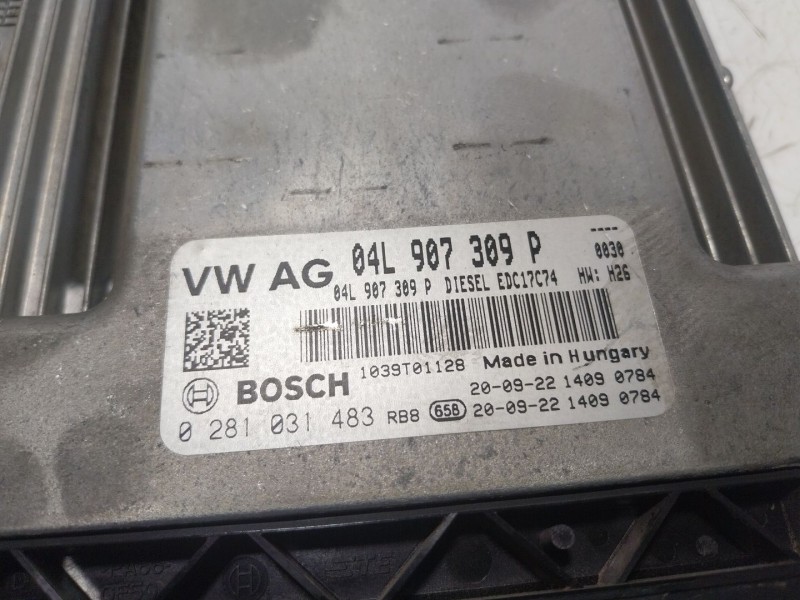 VW AG 04L 907 309 P ---- 0030
04L 907 309 P DIESEL EDC17C74 HW: H26
1039T01128 Made in Hungary
BOSCH 20-09-22 1409 0784
0 281 031 483 RB8 658 20-09-22 1409 0784